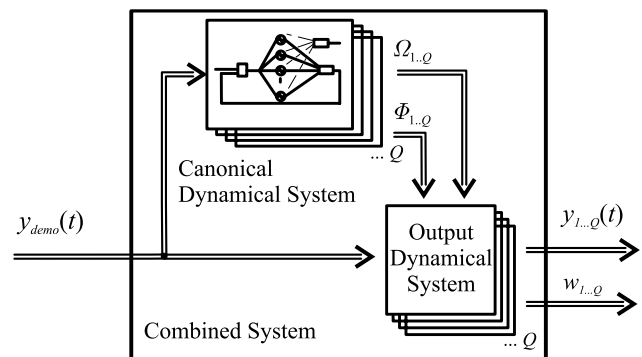 Ω1..Q
Φ1..Q
... Q
Canonical
Dynamical System
ydemo(t)
Output
Dynamical
System
y1...Q(t)
w1...Q
... Q
Combined System